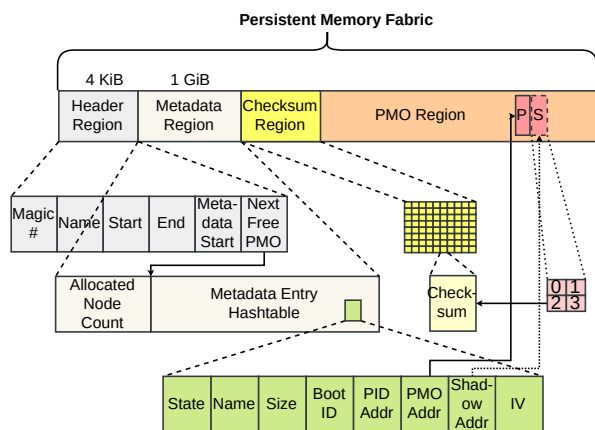 Persistent Memory Fabric
4 KiB
1 GiB
Header
Region
Metadata
Region
Checksum
Region
PMO Region
P
S
Magic
#
Name
Start
End
Meta-
data
Start
Next
Free
PMO
0 1
2 3
Allocated
Node
Count
Metadata Entry
Hashtable
Check-
sum
State
Name
Size
Boot
ID
PID
Addr
PMO
Addr
Shad-
ow
Addr
IV